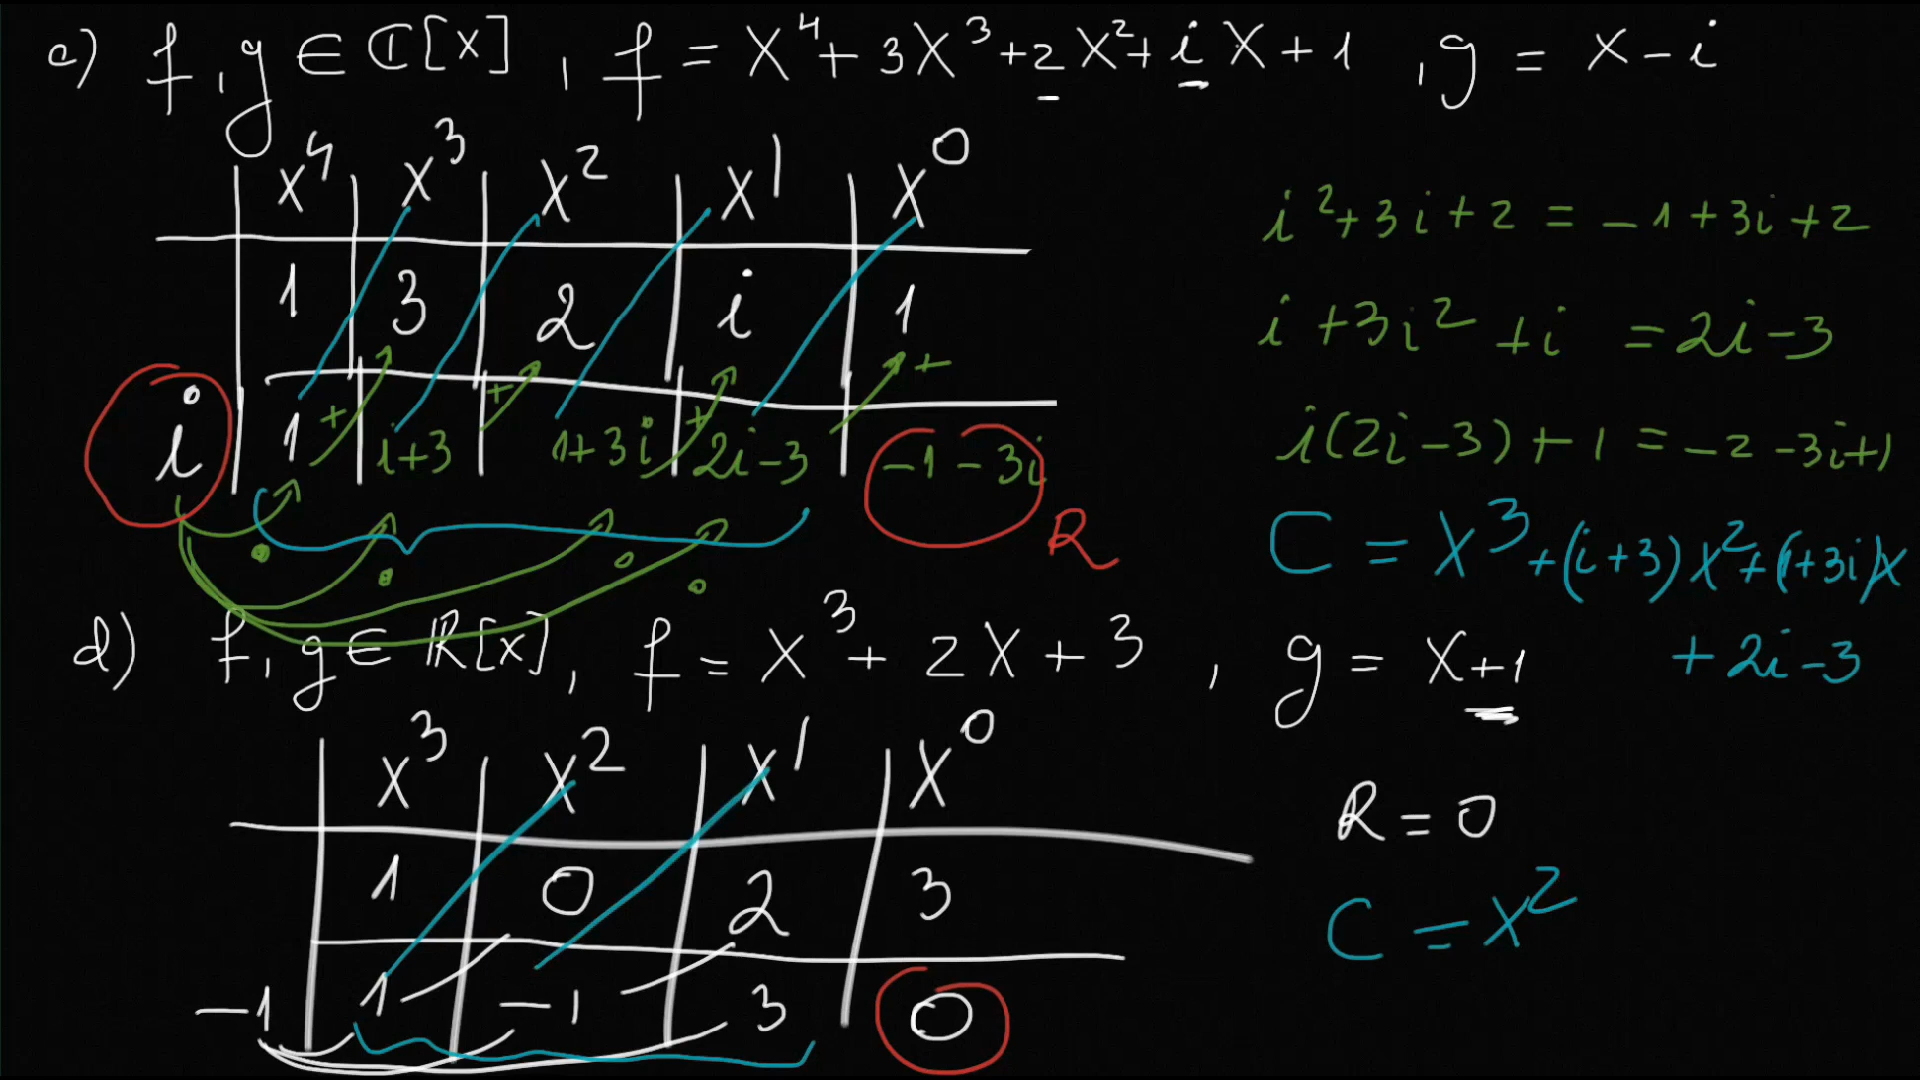 c) f, g ∈ ℂ[X], f = X⁴ + 3X³ + 2X² + iX + 1, g = X - i
X⁴ X³ X² X¹ X⁰
1 3 2 i 1
i 1 i+3 1+3i 2i-3 -1-3i
+ + + +
R
i² + 3i + 2 = -1 + 3i + 2
i + 3i² + i = 2i - 3
i(2i - 3) + 1 = -2 - 3i + 1
C = X³ + (i+3)X² + (1+3i)X
+ 2i - 3
d) f, g ∈ ℝ[X], f = X³ + 2X + 3, g = X + 1
X³ X² X¹ X⁰
1 0 2 3
-1 1 -1 3 0
R = 0
C = X²